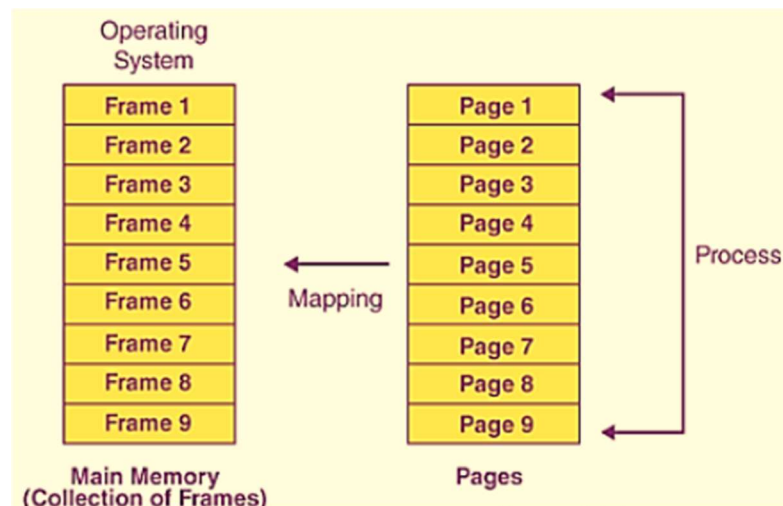 Operating
System
Frame 1
Frame 2
Frame 3
Frame 4
Frame 5
Frame 6
Frame 7
Frame 8
Frame 9
Main Memory
(Collection of Frames)
Mapping
Page 1
Page 2
Page 3
Page 4
Page 5
Page 6
Page 7
Page 8
Page 9
Pages
Process